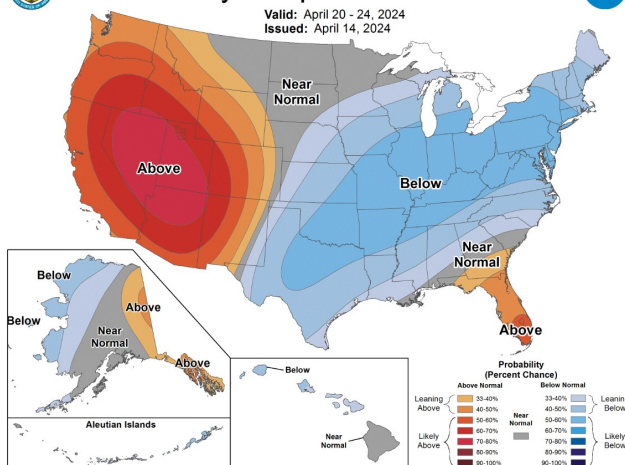 Valid: April 20 - 24, 2024
Issued: April 14, 2024
Near
Normal
Above
Below
Near
Normal
Above
Below
Below
Above
Near
Normal
Above
Aleutian Islands
Below
Near
Normal
Probability
(Percent Chance)
Above Normal
Below Normal
Leaning
Above
33-40%
40-50%
Likely
Above
50-60%
60-70%
70-80%
80-90%
90-100%
Near
Normal
33-40%
40-50%
50-60%
60-70%
70-80%
80-90%
90-100%
Below